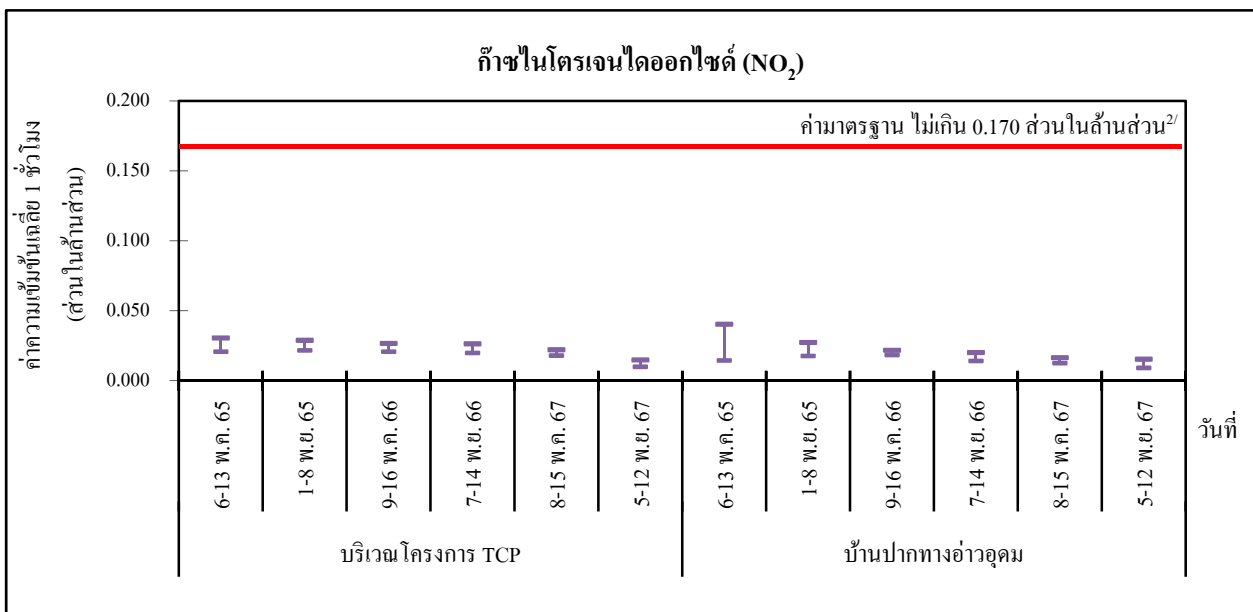 ก๊าซไนโตรเจนไดออกไซด์ (NO₂)
ค่าความเข้มข้นเฉลี่ย 1 ชั่วโมง
(ส่วนในล้านส่วน)
0.200
0.150
0.100
0.050
0.000
ค่ามาตรฐาน ไม่เกิน 0.170 ส่วนในล้านส่วน²/
6-13 พ.ค. 65
1-8 พ.ย. 65
9-16 พ.ค. 66
7-14 พ.ย. 66
8-15 พ.ค. 67
5-12 พ.ย. 67
6-13 พ.ค. 65
1-8 พ.ย. 65
9-16 พ.ค. 66
7-14 พ.ย. 66
8-15 พ.ค. 67
5-12 พ.ย. 67
วันที่
บริเวณโครงการ TCP
บ้านปากทางอ่าวอุดม